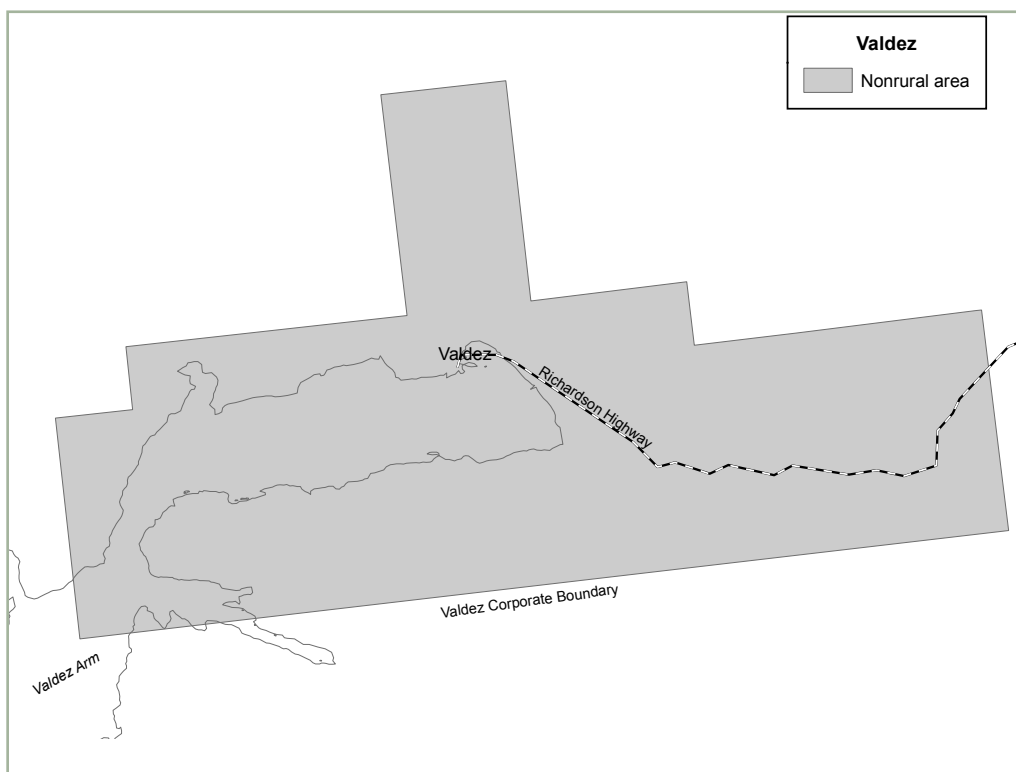 Valdez
Nonrural area
Valdez
Richardson Highway
Valdez Corporate Boundary
Valdez Arm